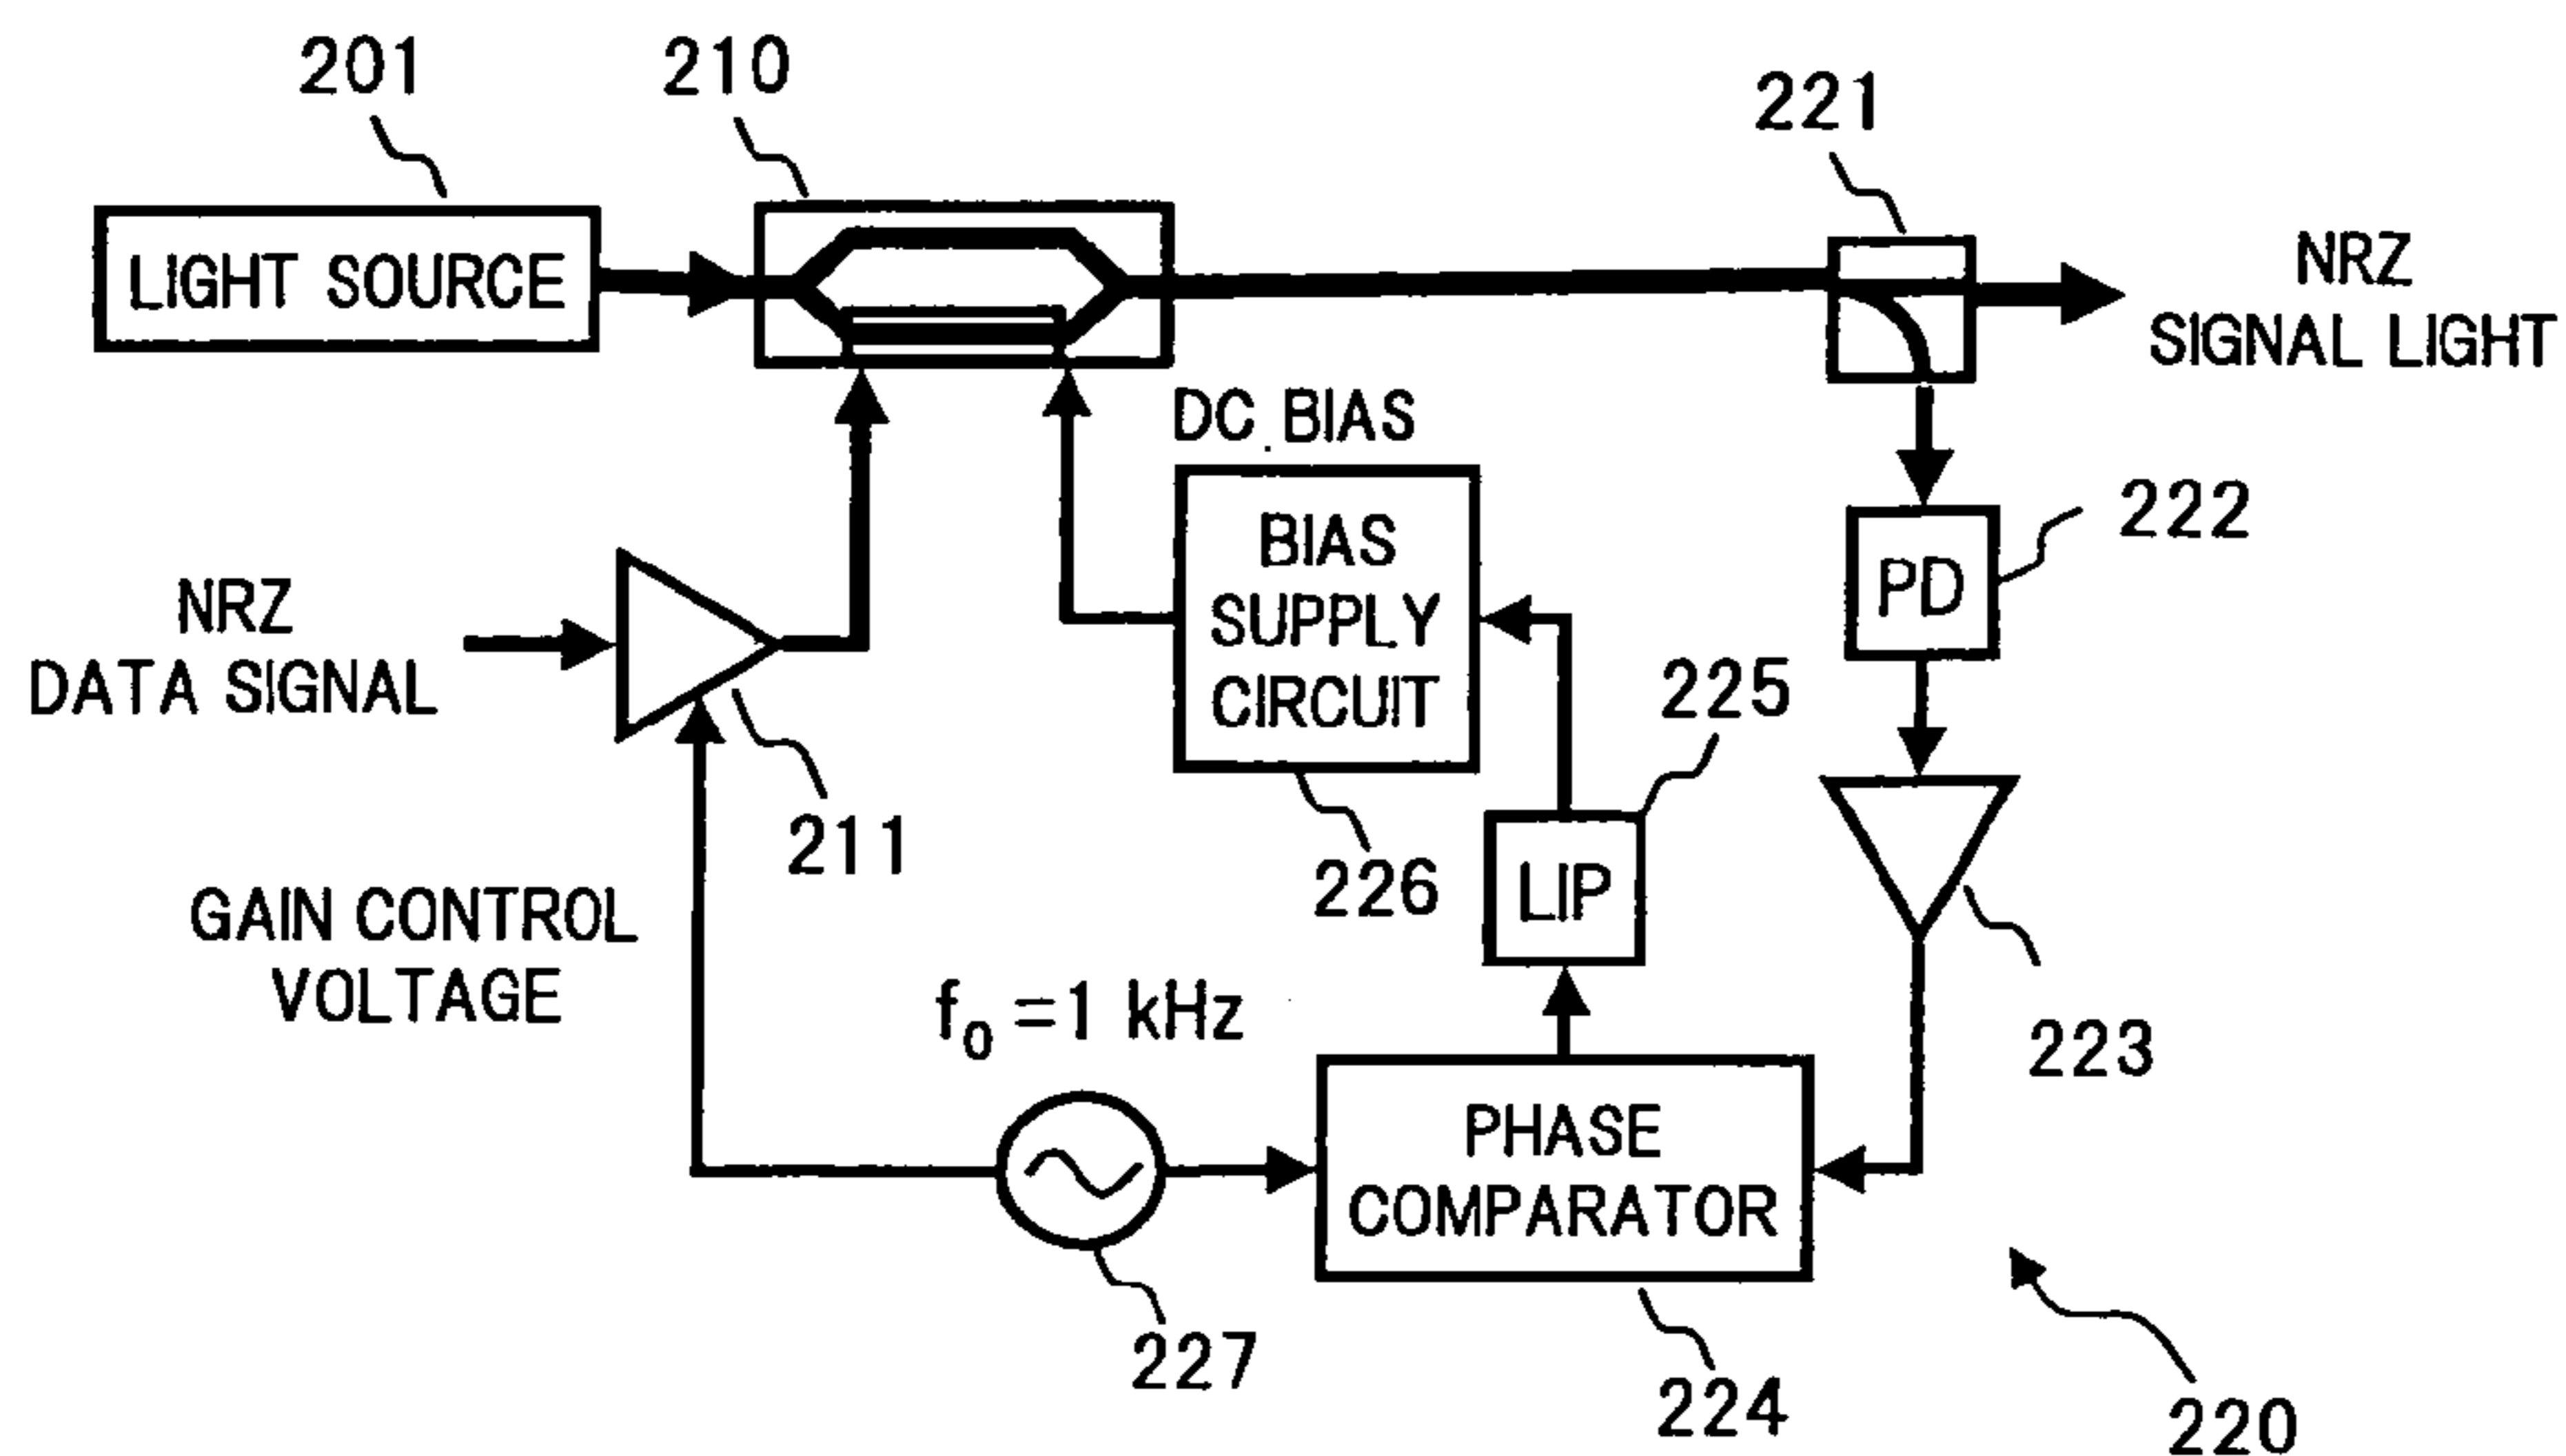 201
210
221
LIGHT SOURCE
NRZ
SIGNAL LIGHT
DC BIAS
222
BIAS
SUPPLY
CIRCUIT
PD
NRZ
DATA SIGNAL
225
211
226
LIP
GAIN CONTROL
VOLTAGE
f₀ =1 kHz
223
PHASE
COMPARATOR
227
224
220